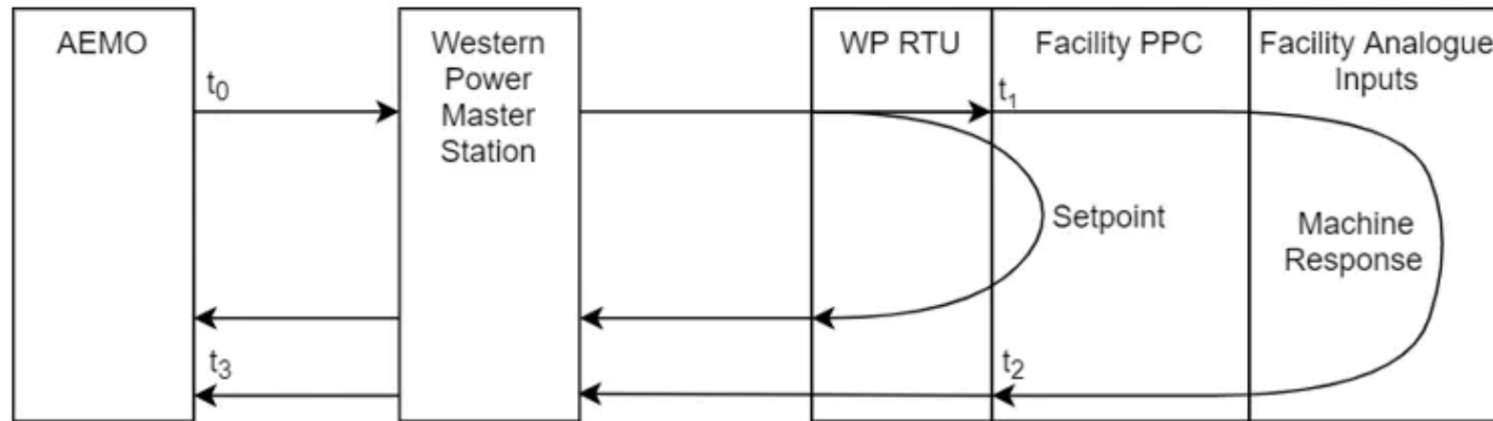 AEMO
Western
Power
Master
Station
WP RTU
Facility PPC
Facility Analogue
Inputs
t0
t1
Setpoint
Machine
Response
t3
t2